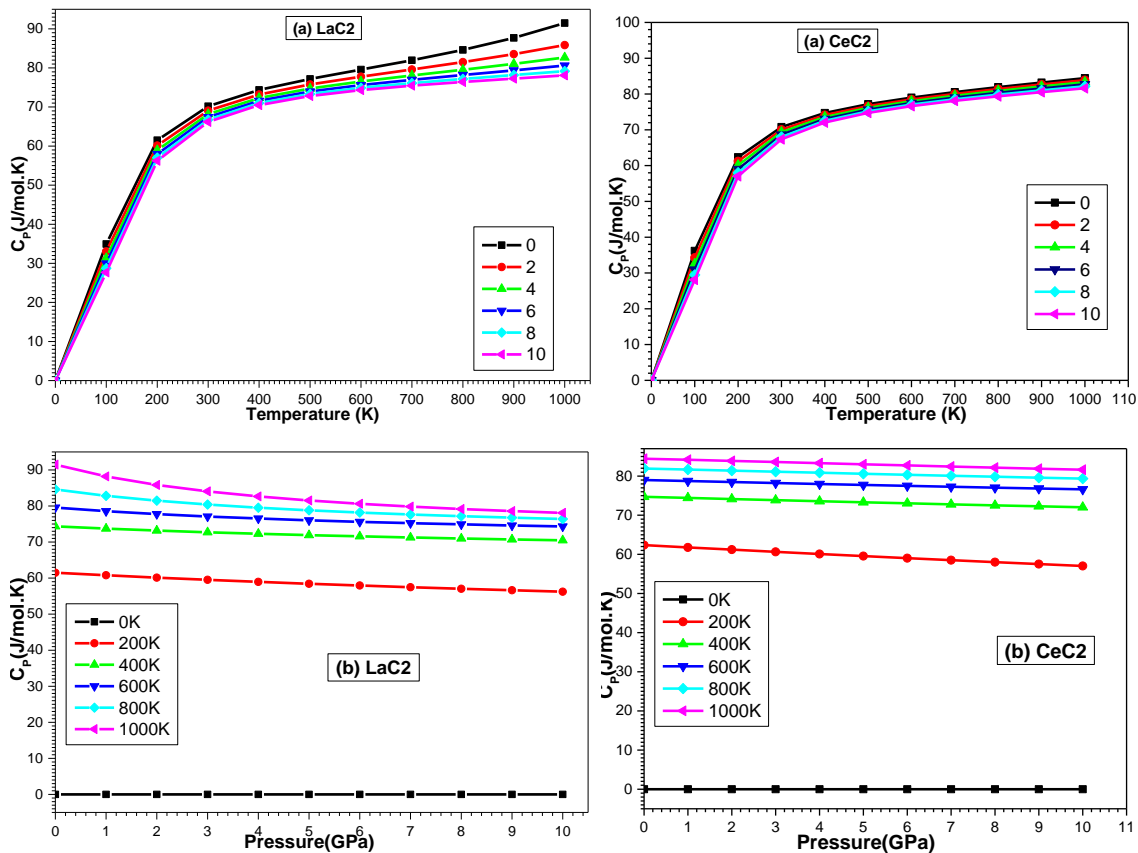 (a) LaC2
C_P(J/mol.K)
90
80
70
60
50
40
30
20
10
0
0
2
4
6
8
10
0 100 200 300 400 500 600 700 800 900 1000
Temperature (K)
(a) CeC2
C_P(J/mol.K)
100
90
80
70
60
50
40
30
20
10
0
0
2
4
6
8
10
0 100 200 300 400 500 600 700 800 900 1000 110
Temperature (K)
C_P(J/mol.K)
90
80
70
60
50
40
30
20
10
0
0K
200K
400K
600K
800K
1000K
(b) LaC2
0 1 2 3 4 5 6 7 8 9 10
Pressure(GPa)
C_P(J/mol.K)
80
70
60
50
40
30
20
10
0
0K
200K
400K
600K
800K
1000K
(b) CeC2
0 1 2 3 4 5 6 7 8 9 10 11
Pressure(GPa)